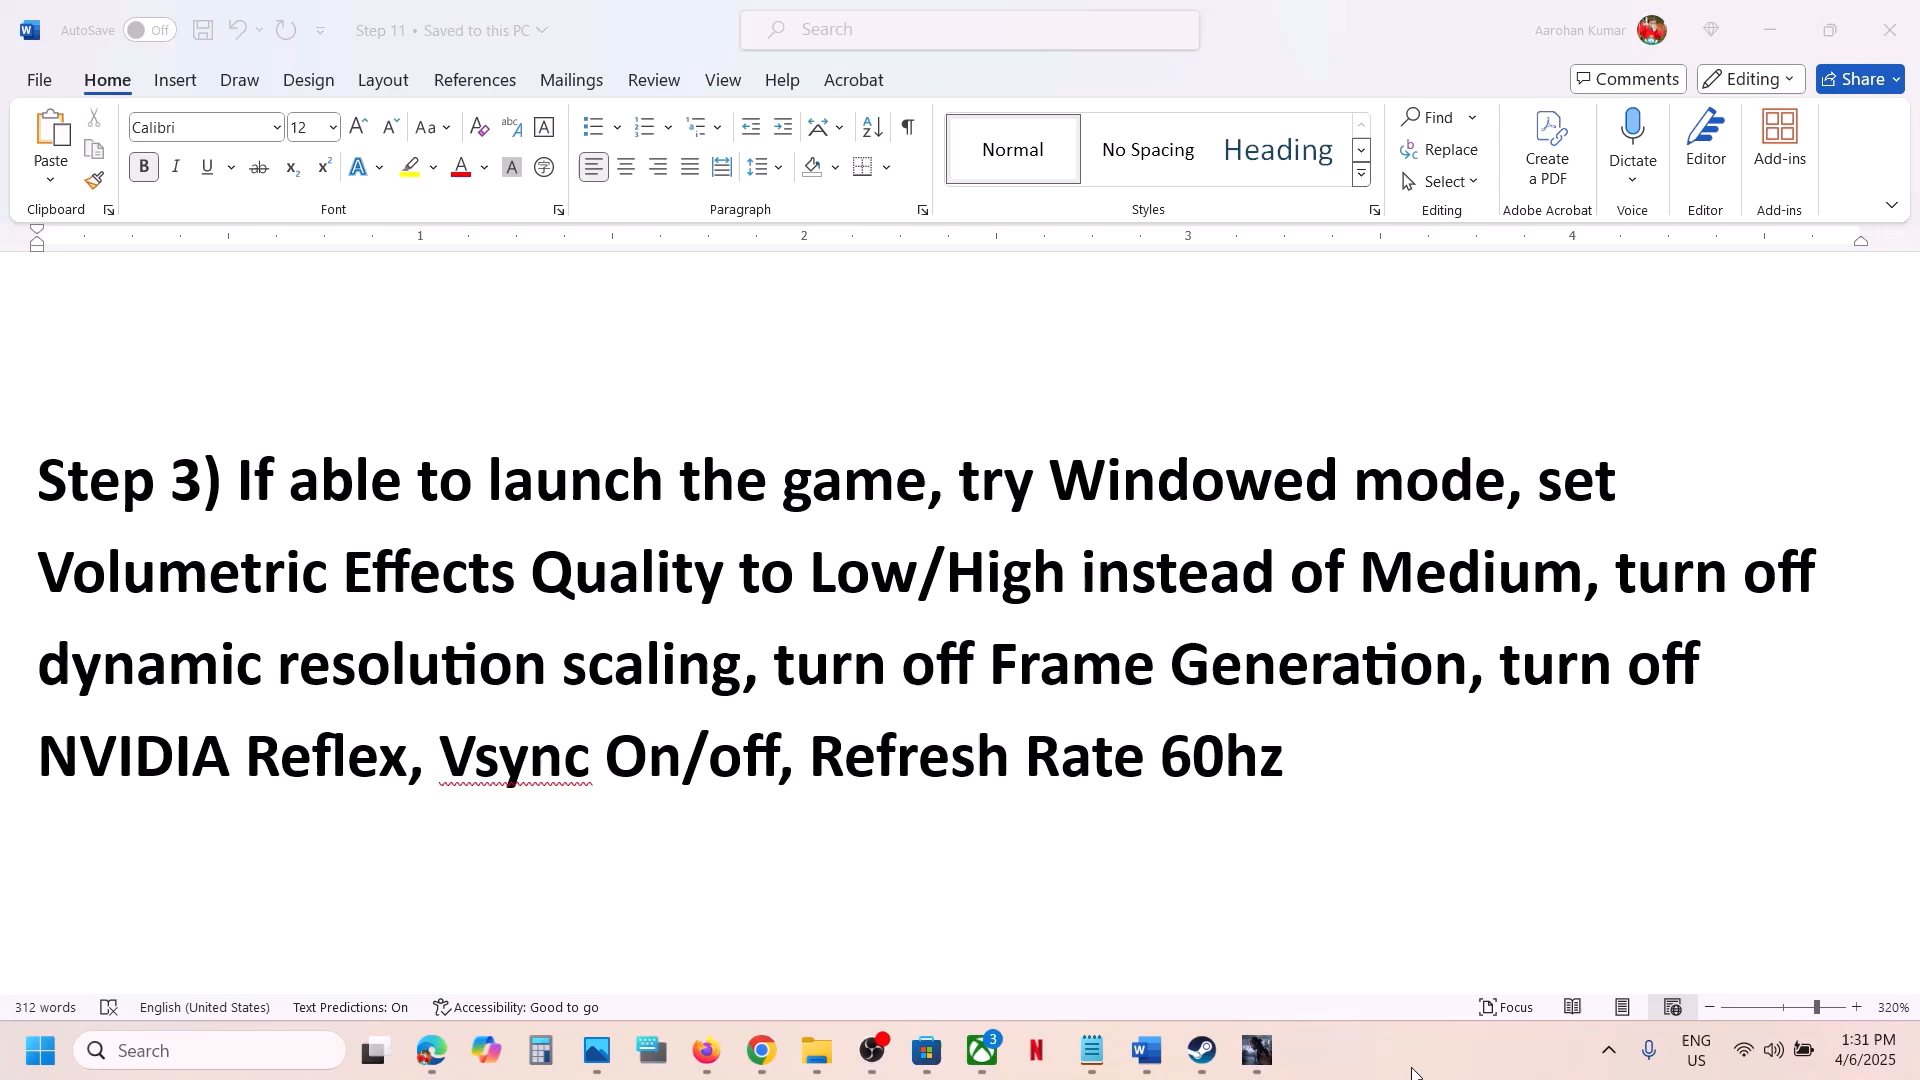 AutoSave Off Step 11 • Saved to this PC Search Aarohan Kumar
File Home Insert Draw Design Layout References Mailings Review View Help Acrobat Comments Editing Share
Paste Calibri 12 Aa Normal No Spacing Heading Find Replace Select Create a PDF Dictate Editor Add-ins
Clipboard Font Paragraph Styles Editing Adobe Acrobat Voice Editor Add-ins
1 2 3 4
Step 3) If able to launch the game, try Windowed mode, set
Volumetric Effects Quality to Low/High instead of Medium, turn off
dynamic resolution scaling, turn off Frame Generation, turn off
NVIDIA Reflex, Vsync On/off, Refresh Rate 60hz
312 words English (United States) Text Predictions: On Accessibility: Good to go Focus 320%
Search 3 ENG 1:31 PM
US 4/6/2025